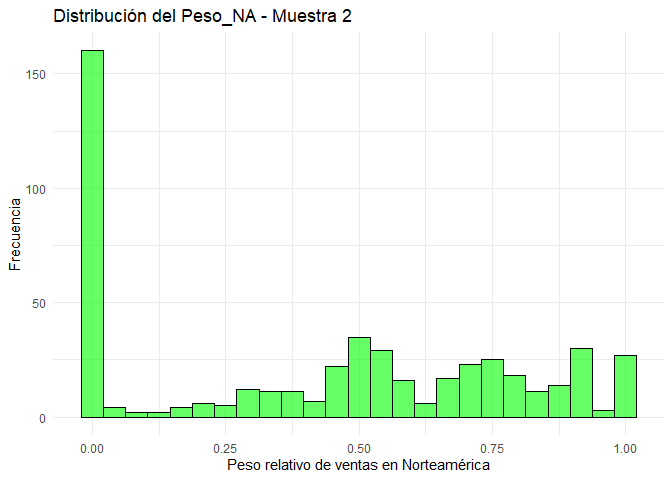 Distribución del Peso_NA - Muestra 2
Frecuencia
150
100
50
0
0.00 0.25 0.50 0.75 1.00
Peso relativo de ventas en Norteamérica